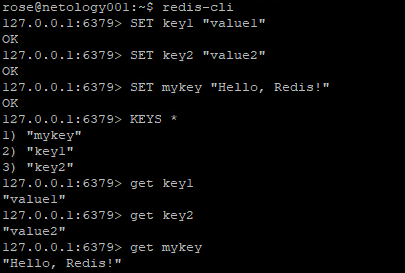 rose@netology001:~$ redis-cli
127.0.0.1:6379> SET key1 "value1"
OK
127.0.0.1:6379> SET key2 "value2"
OK
127.0.0.1:6379> SET mykey "Hello, Redis!"
OK
127.0.0.1:6379> KEYS *
1) "mykey"
2) "key1"
3) "key2"
127.0.0.1:6379> get key1
"value1"
127.0.0.1:6379> get key2
"value2"
127.0.0.1:6379> get mykey
"Hello, Redis!"